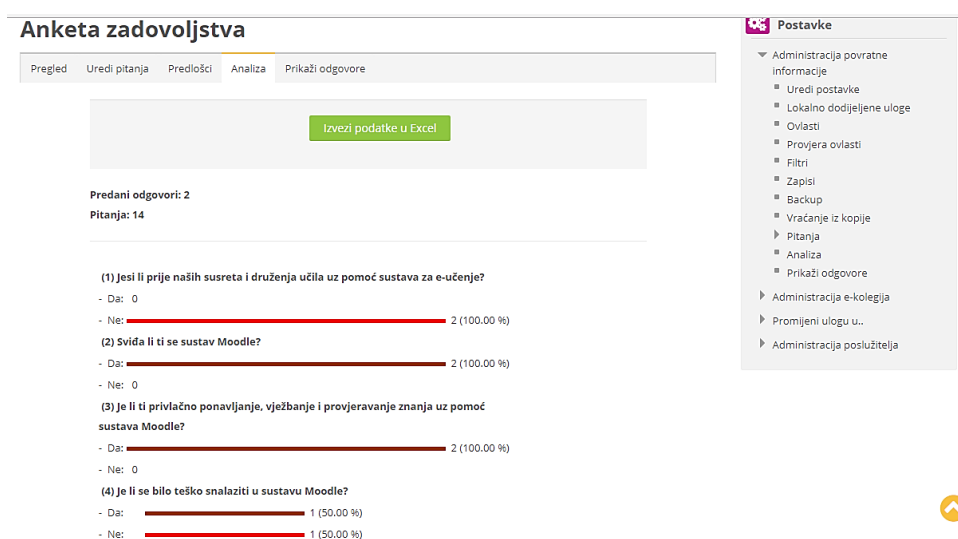 Anketa zadovoljstva
Pregled Uredi pitanja Predlošci Analiza Prikaži odgovore
Izvezi podatke u Excel
Predani odgovori: 2
Pitanja: 14
(1) Jesi li prije naših susreta i druženja učila uz pomoć sustava za e-učenje?
- Da: 0
- Ne: 2 (100.00 %)
(2) Sviđa li ti se sustav Moodle?
- Da: 2 (100.00 %)
- Ne: 0
(3) Je li ti privlačno ponavljanje, vježbanje i provjeravanje znanja uz pomoć
sustava Moodle?
- Da: 2 (100.00 %)
- Ne: 0
(4) Je li se bilo teško snalaziti u sustavu Moodle?
- Da: 1 (50.00 %)
- Ne: 1 (50.00 %)
Postavke
Administracija povratne
informacije
Uredi postavke
Lokalno dodijeljene uloge
Ovlasti
Provjera ovlasti
Filtri
Zapisi
Backup
Vraćanje iz kopije
Pitanja
Analiza
Prikaži odgovore
Administracija e-kolegija
Promijeni ulogu u..
Administracija poslužitelja